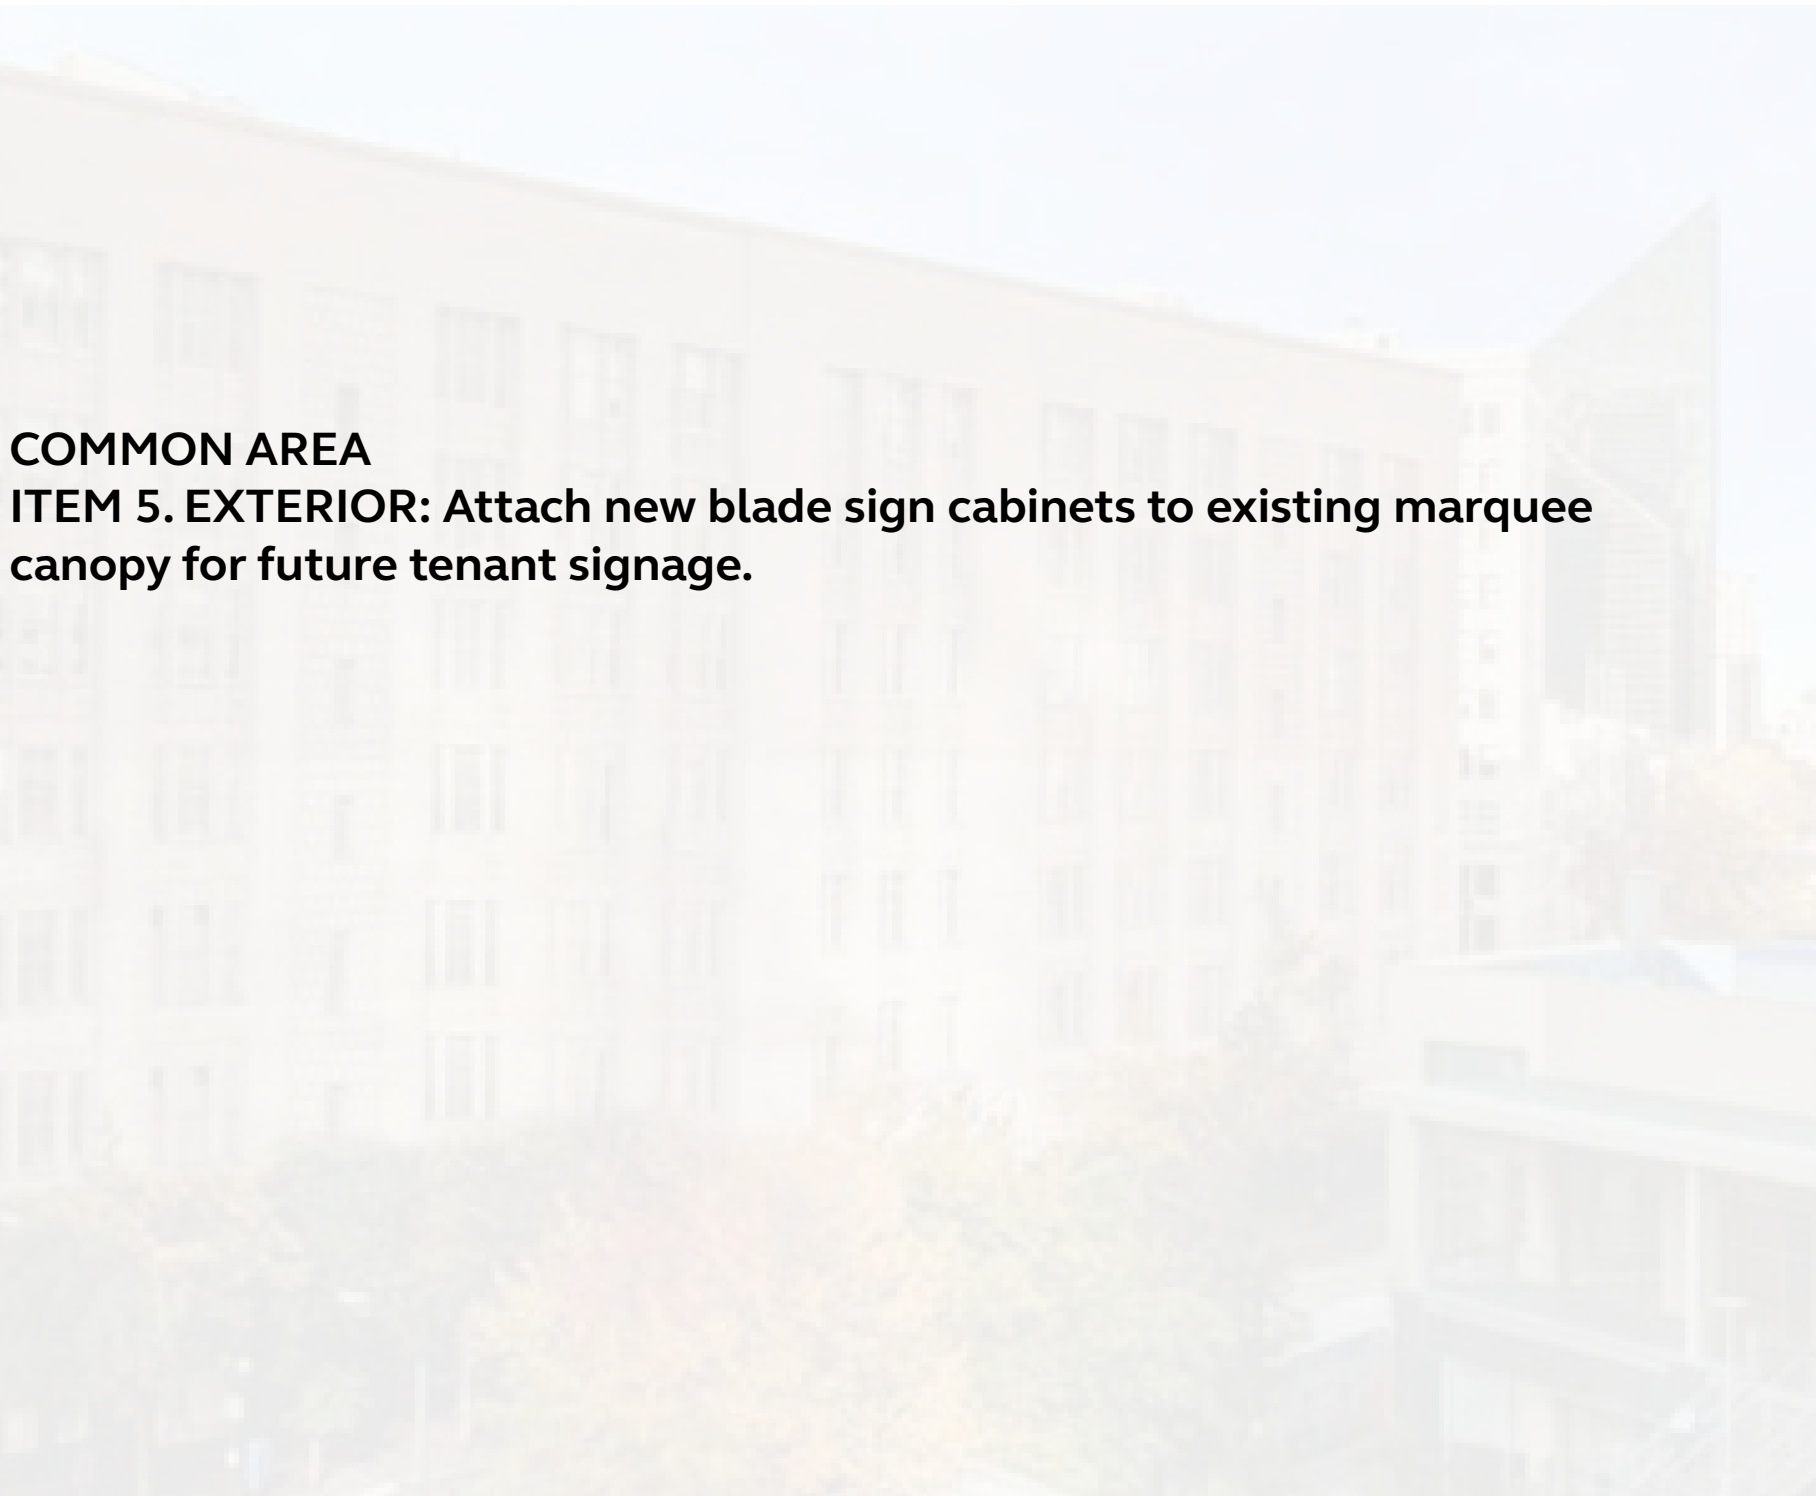 COMMON AREA
ITEM 5. EXTERIOR: Attach new blade sign cabinets to existing marquee
canopy for future tenant signage.